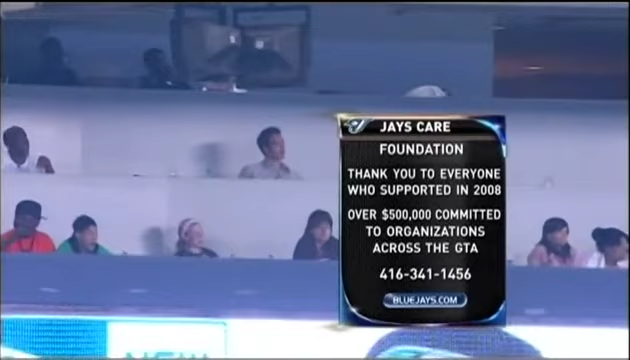 JAYS CARE
FOUNDATION
THANK YOU TO EVERYONE
WHO SUPPORTED IN 2008
OVER $500,000 COMMITTED
TO ORGANIZATIONS
ACROSS THE GTA
416-341-1456
BLUEJAYS.COM
NEW